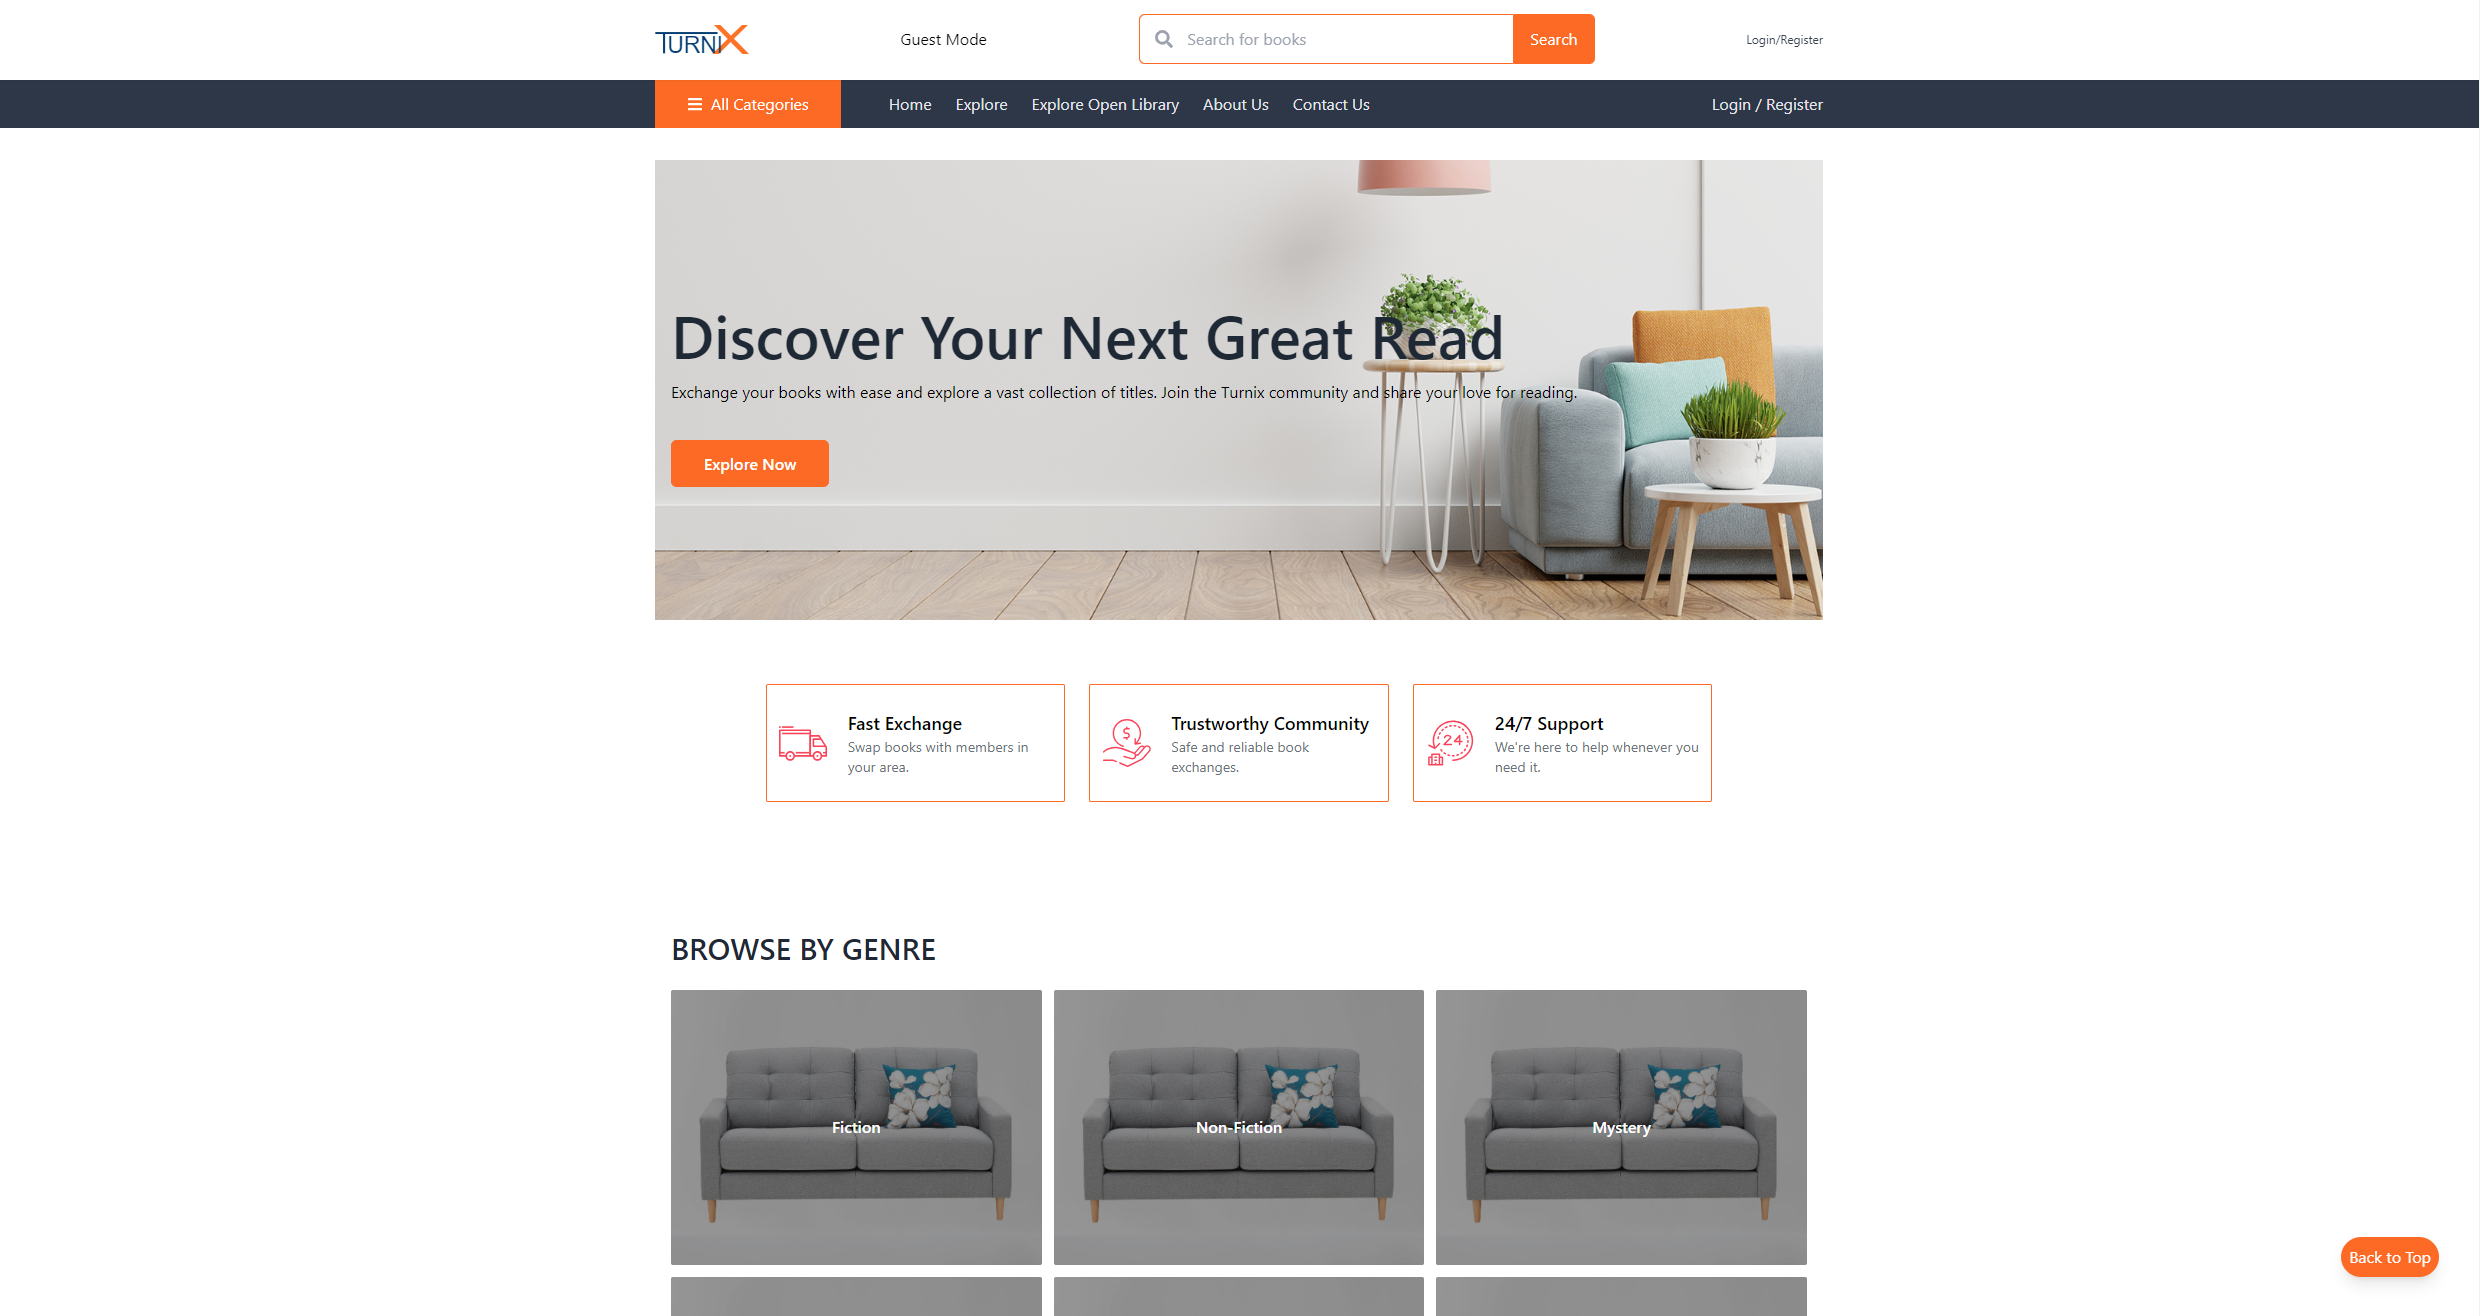 TURNIX
Guest Mode
Search for books
Search
Login/Register
All Categories
Home
Explore
Explore Open Library
About Us
Contact Us
Login / Register
Discover Your Next Great Read
Exchange your books with ease and explore a vast collection of titles. Join the Turnix community and share your love for reading.
Explore Now
Fast Exchange
Swap books with members in
your area.
$
Trustworthy Community
Safe and reliable book
exchanges.
24
24/7 Support
We're here to help whenever you
need it.
BROWSE BY GENRE
Fiction
Non-Fiction
Mystery
Back to Top